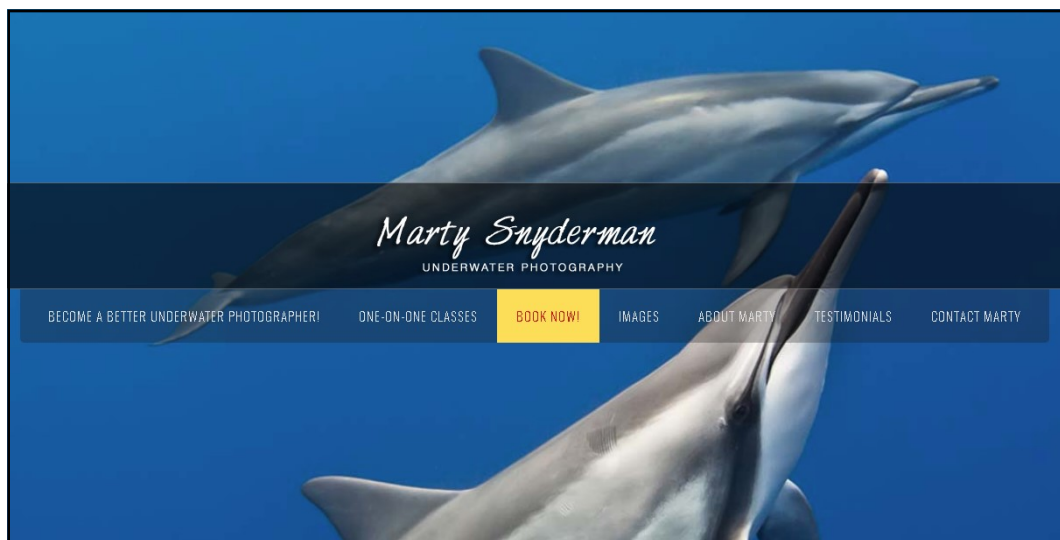 Marty Snyderman
UNDERWATER PHOTOGRAPHY
BECOME A BETTER UNDERWATER PHOTOGRAPHER! ONE-ON-ONE CLASSES BOOK NOW! IMAGES ABOUT MARTY TESTIMONIALS CONTACT MARTY